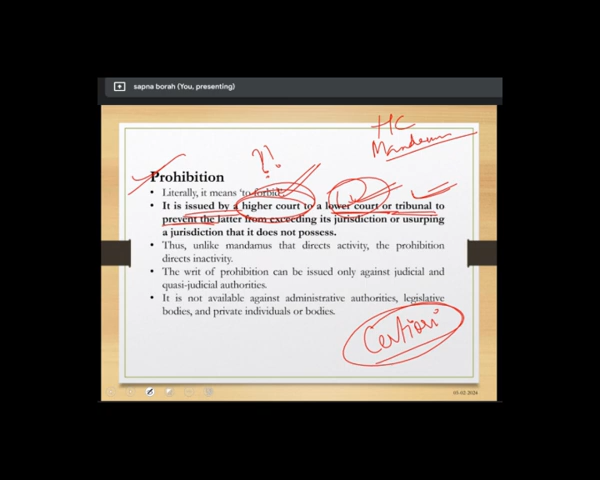 sapna borah (You, presenting)
HC
?!
Prohibition
• Literally, it means 'to forbid'.
• It is issued by a higher court to a lower court or tribunal to
prevent the latter from exceeding its jurisdiction or usurping
a jurisdiction that it does not possess.
• Thus, unlike mandamus that directs activity, the prohibition
directs inactivity.
• The writ of prohibition can be issued only against judicial and
quasi-judicial authorities.
• It is not available against administrative authorities, legislative
bodies, and private individuals or bodies.